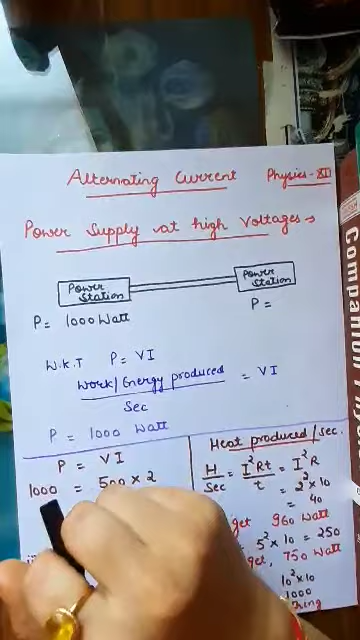 Alternating Current Physics-XII
Power Supply at high Voltages →
Power Station
Power Station
P = 1000 Watt
P =
W.K.T P = VI
Work/Energy produced / Sec = VI
P = 1000 Watt
P = VI
1000 = 500 × 2
Heat produced/sec.
H/Sec = I²Rt/t = I²R
= 2² × 10
= 40
get 960 Watt
5² × 10 = 250
get, 750 Watt
10² × 10
1000
Companion